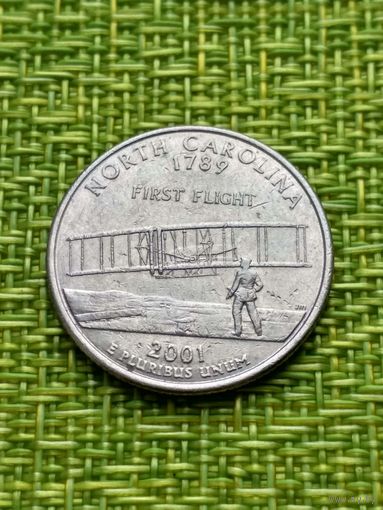 NORTH CAROLINA
1789
FIRST FLIGHT
2001
E PLURIBUS UNUM